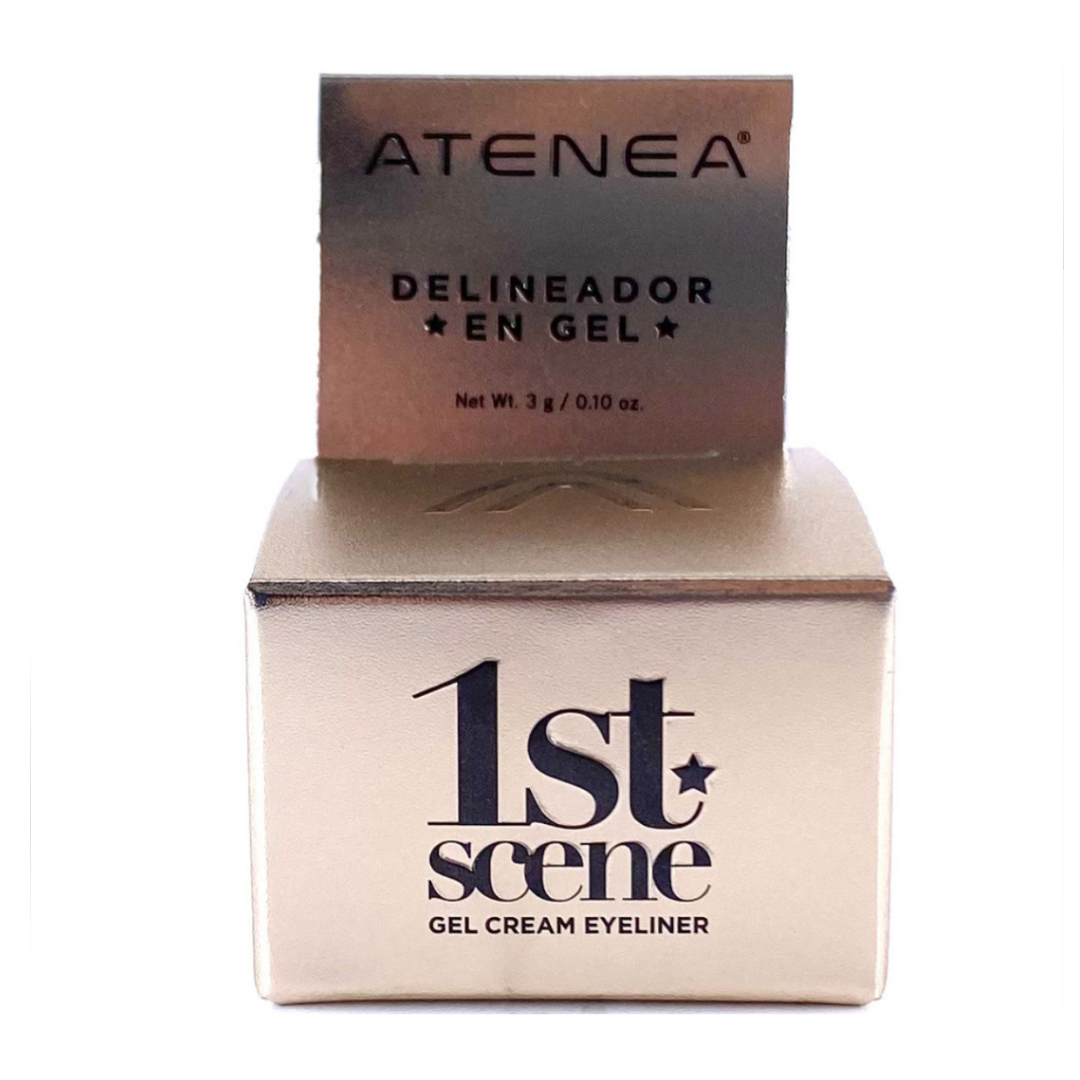 ATENEA®
DELINEADOR
★ EN GEL ★
Net Wt. 3 g / 0.10 oz.
1st★
scene
GEL CREAM EYELINER